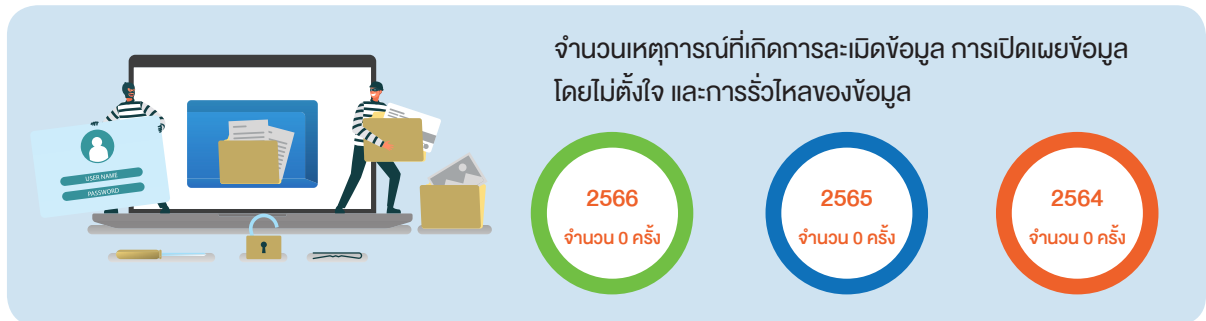 จำนวนเหตุการณ์ที่เกิดการละเมิดข้อมูล การเปิดเผยข้อมูล
โดยไม่ตั้งใจ และการรั่วไหลของข้อมูล
USER NAME
PASSWORD
2566
จำนวน 0 ครั้ง
2565
จำนวน 0 ครั้ง
2564
จำนวน 0 ครั้ง